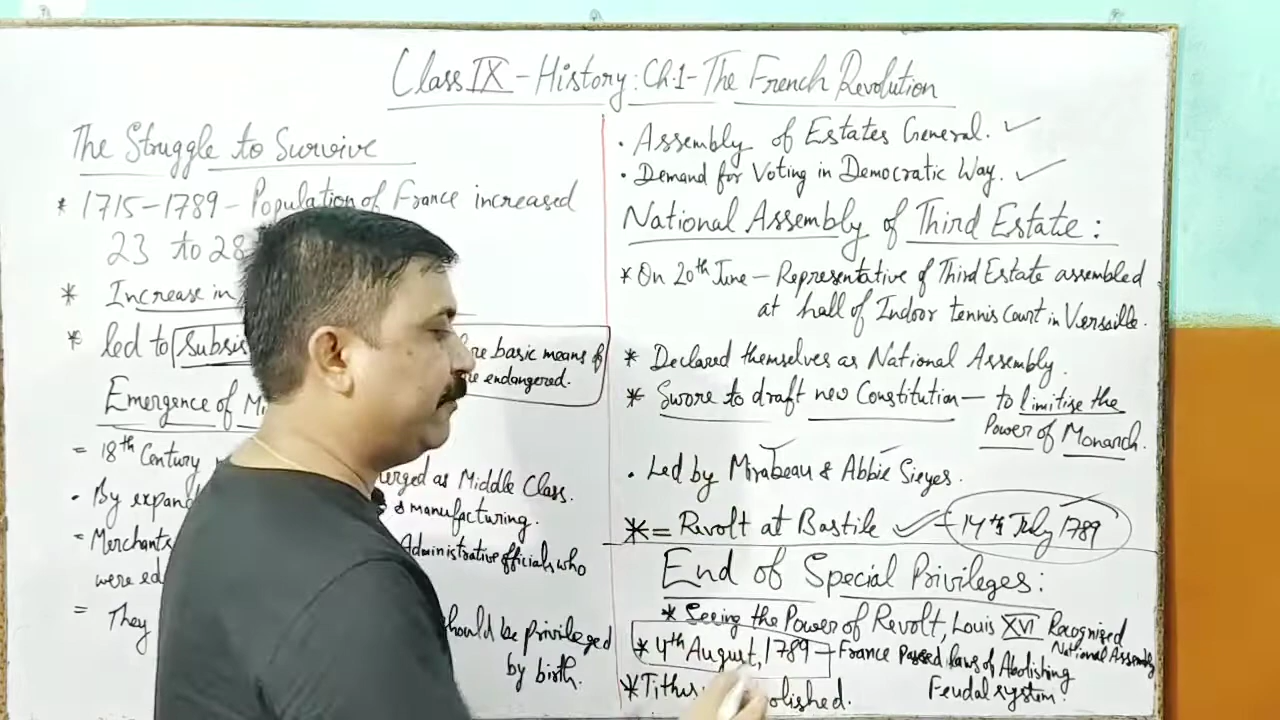 Class IX - History: Ch.1 - The French Revolution
The Struggle to Survive
* 1715-1789 - Population of France increased
23 to 28
* Increase in
* led to Subsis
re basic means of
re endangered.
Emergence of Mi
= 18th Century
erged as Middle Class.
• By expan
s & manufacturing.
= Merchants
Administrative officials who
were ed
= They
should be privileged
by birth.
• Assembly of Estates General. ✓
• Demand for Voting in Democratic Way. ✓
National Assembly of Third Estate:
* On 20th June - Representative of Third Estate assembled
at hall of Indoor tennis Court in Versaille.
* Declared themselves as National Assembly.
* Swore to draft new Constitution - to limitise the
Power of Monarch.
• Led by Mirabeau & Abbie Sieyes.
* = Revolt at Bastile ✓ - 14th July 1789
End of Special Privileges:
* Seeing the Power of Revolt, Louis XVI Recognised
National Assembly
* 4th August, 1789 - France Passed laws of Abolishing
Feudal system.
* Tithes olished.